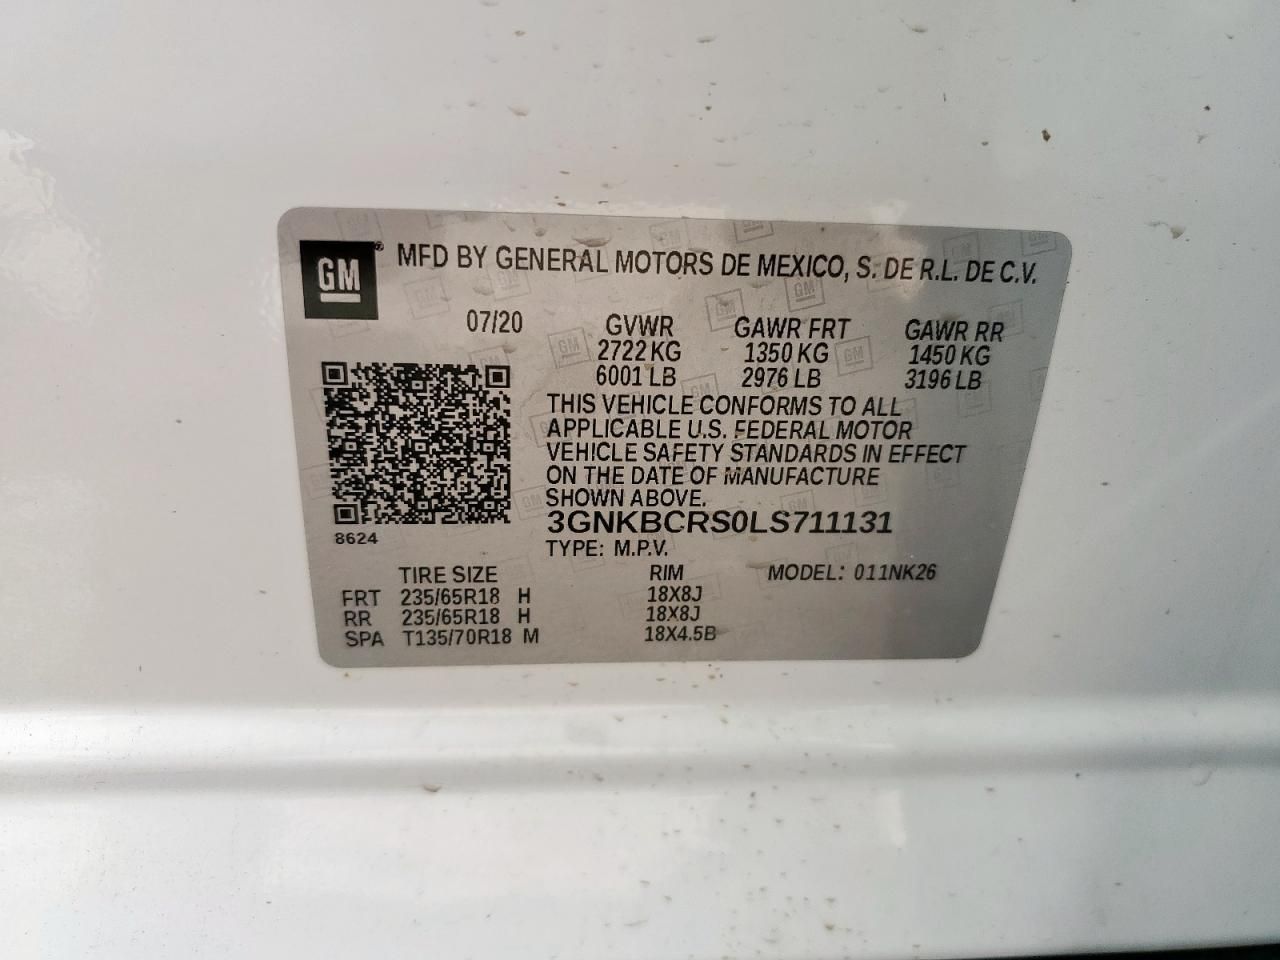 GM® MFD BY GENERAL MOTORS DE MEXICO, S. DE R.L. DE C.V.
07/20 GVWR GAWR FRT GAWR RR
2722 KG 1350 KG 1450 KG
6001 LB 2976 LB 3196 LB
THIS VEHICLE CONFORMS TO ALL
APPLICABLE U.S. FEDERAL MOTOR
VEHICLE SAFETY STANDARDS IN EFFECT
ON THE DATE OF MANUFACTURE
SHOWN ABOVE.
3GNKBCRS0LS711131
8624
TYPE: M.P.V.
TIRE SIZE RIM MODEL: 011NK26
FRT 235/65R18 H 18X8J
RR 235/65R18 H 18X8J
SPA T135/70R18 M 18X4.5B